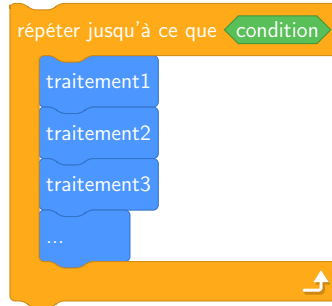 répéter jusqu'à ce que condition
traitement1
traitement2
traitement3
...